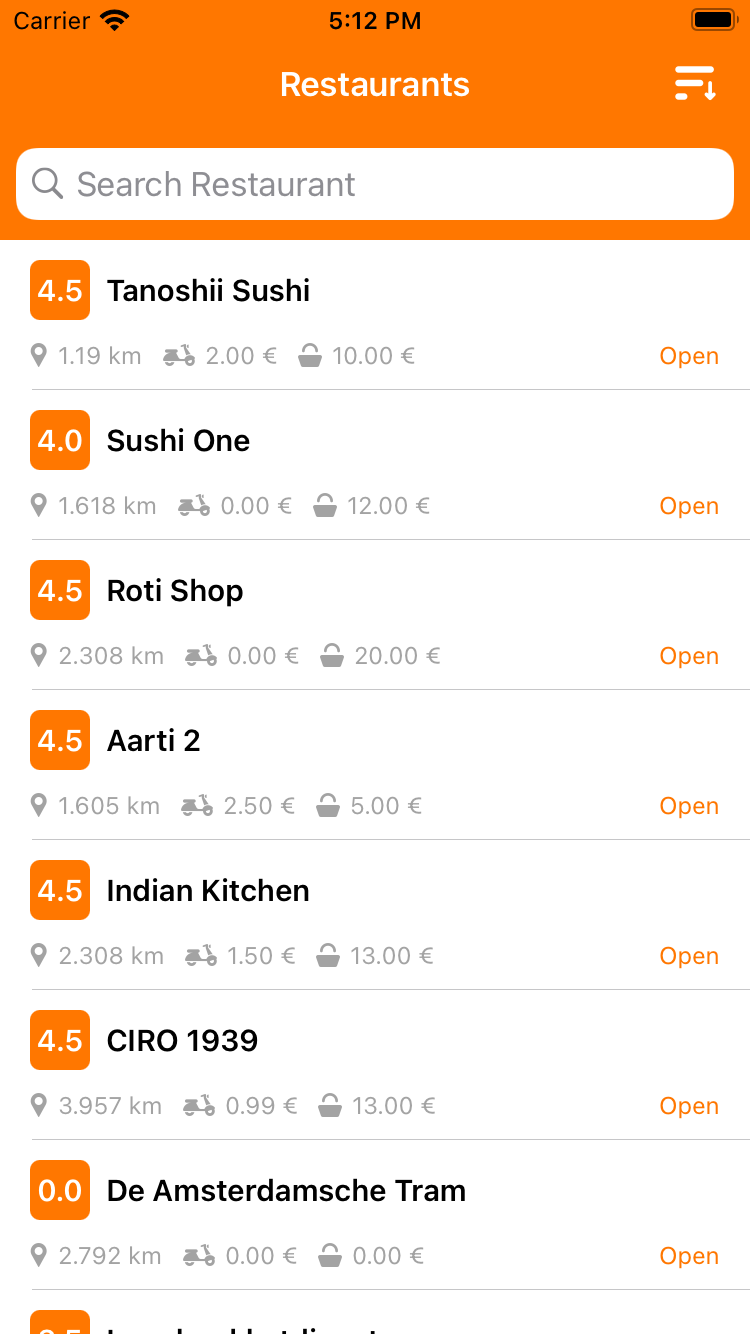 Carrier 5:12 PM
Restaurants
Search Restaurant
4.5 Tanoshii Sushi
1.19 km 2.00 € 10.00 € Open
4.0 Sushi One
1.618 km 0.00 € 12.00 € Open
4.5 Roti Shop
2.308 km 0.00 € 20.00 € Open
4.5 Aarti 2
1.605 km 2.50 € 5.00 € Open
4.5 Indian Kitchen
2.308 km 1.50 € 13.00 € Open
4.5 CIRO 1939
3.957 km 0.99 € 13.00 € Open
0.0 De Amsterdamsche Tram
2.792 km 0.00 € 0.00 € Open